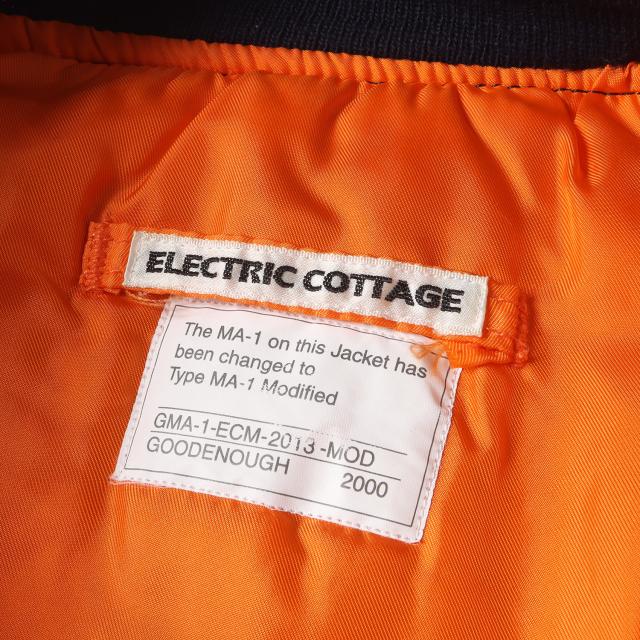 ELECTRIC COTTAGE
The MA-1 on this Jacket has
been changed to
Type MA-1 Modified
GMA-1-ECM-2013-MOD
GOODENOUGH 2000